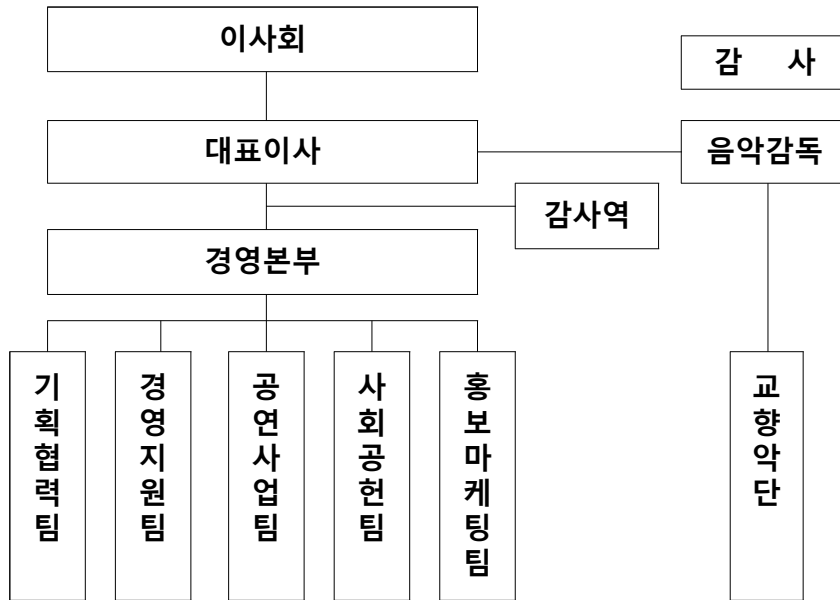 이사회
감 사
대표이사
음악감독
감사역
경영본부
기획협력팀
경영지원팀
공연사업팀
사회공헌팀
홍보마케팅팀
교향악단